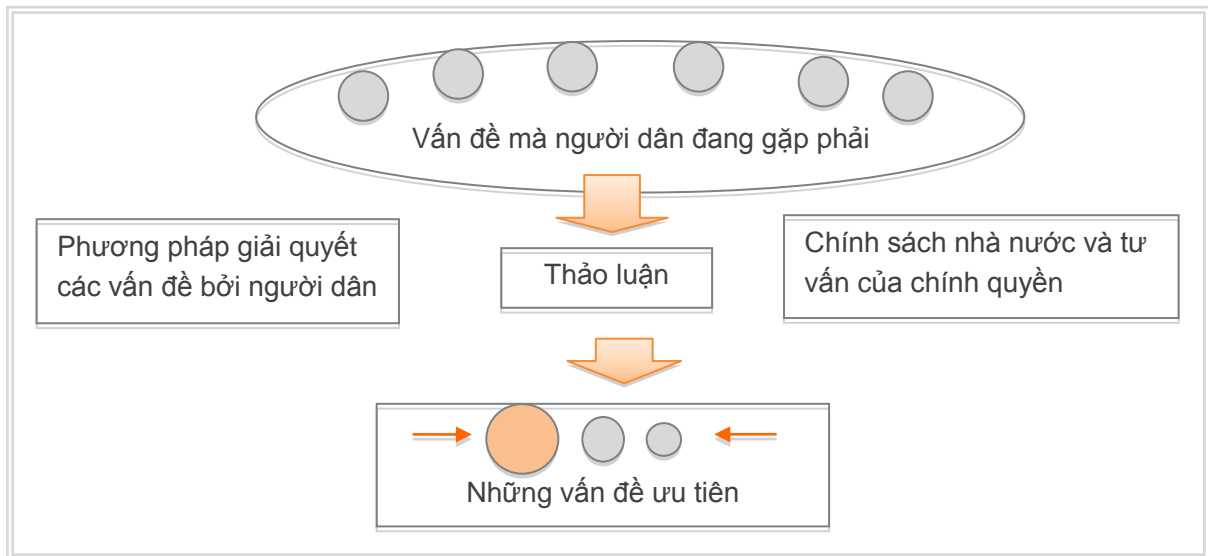 Vấn đề mà người dân đang gặp phải
Phương pháp giải quyết
các vấn đề bởi người dân
Thảo luận
Chính sách nhà nước và tư
vấn của chính quyền
Những vấn đề ưu tiên